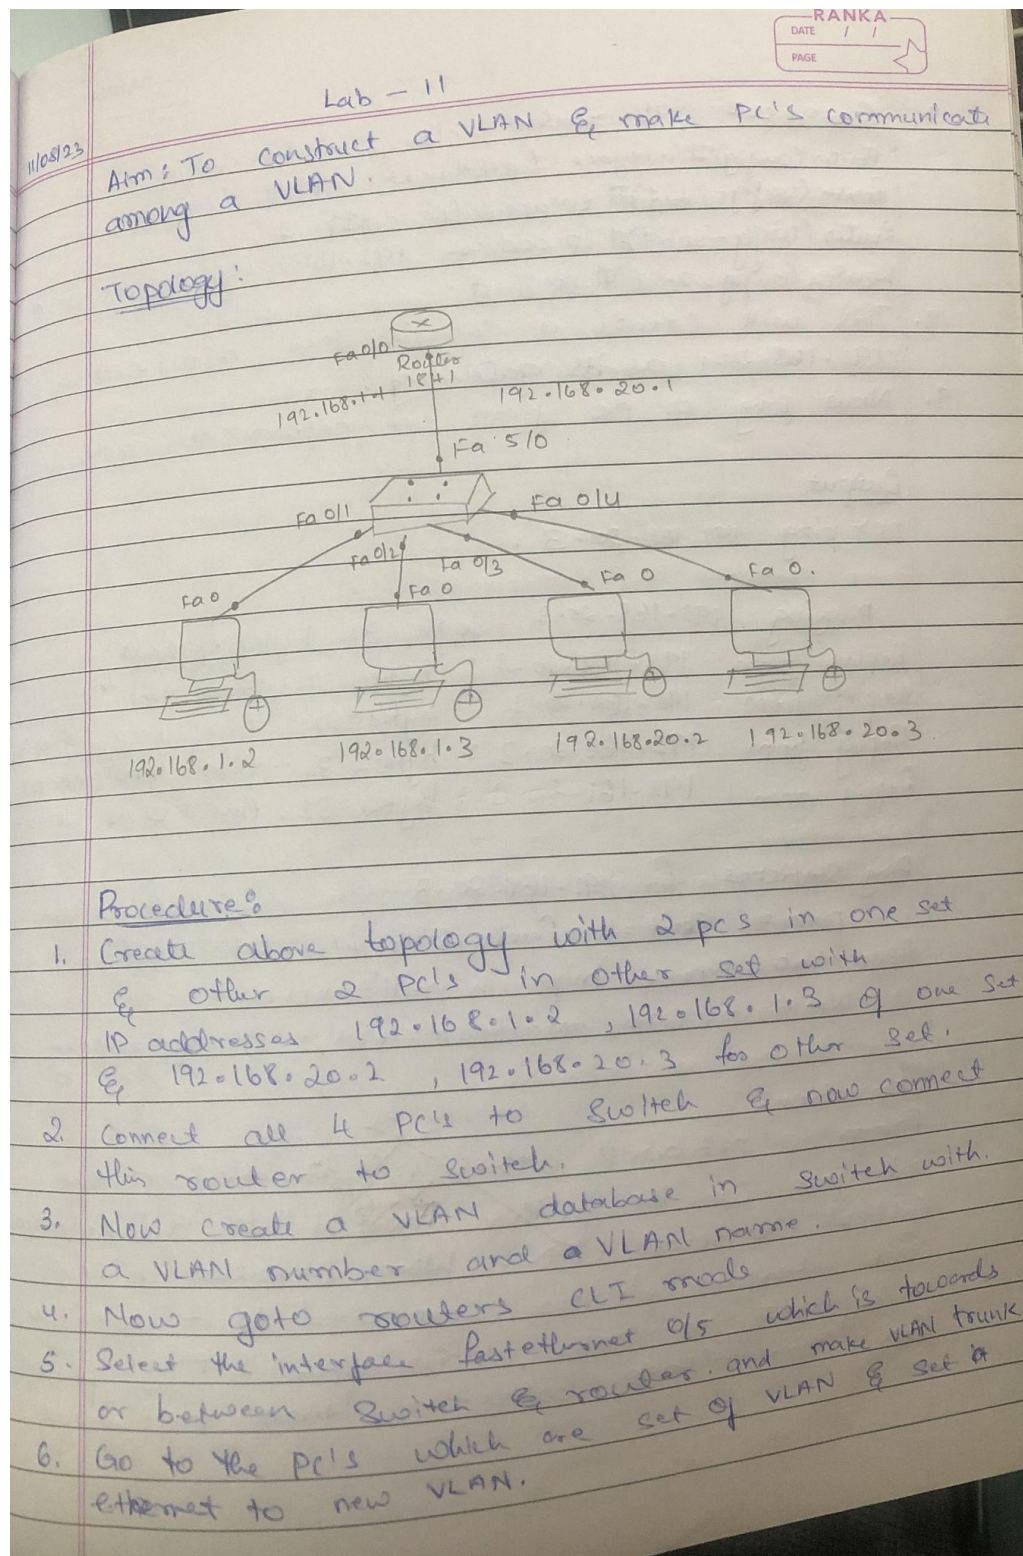 RANKA
DATE / /
PAGE
Lab - 11
11/08/23
Aim: To construct a VLAN & make PC's communicate
among a VLAN.
Topology:
Fa0/0
Router
1841
192.168.1.1
192.168.20.1
Fa 5/0
Fa 0/1
Fa 0/4
Fa 0/2
Fa 0/3
Fa 0
Fa 0
Fa 0
Fa 0.
192.168.1.2
192.168.1.3
192.168.20.2
192.168.20.3
Procedure:
1. Create above topology with 2 pcs in one set
& other 2 PC's in other set with
IP addresses 192.168.1.2 , 192.168.1.3 of one set
& 192.168.20.2 , 192.168.20.3 for other set.
2. Connect all 4 PC's to Switch & now connect
this router to switch.
3. Now create a VLAN database in switch with.
a VLAN number and a VLAN name.
4. Now goto routers CLI mode
5. Select the interface fastethernet 0/5 which is towards
or between switch & router. and make VLAN trunk
6. Go to the PC's which are set of VLAN & set it
ethernet to new VLAN.